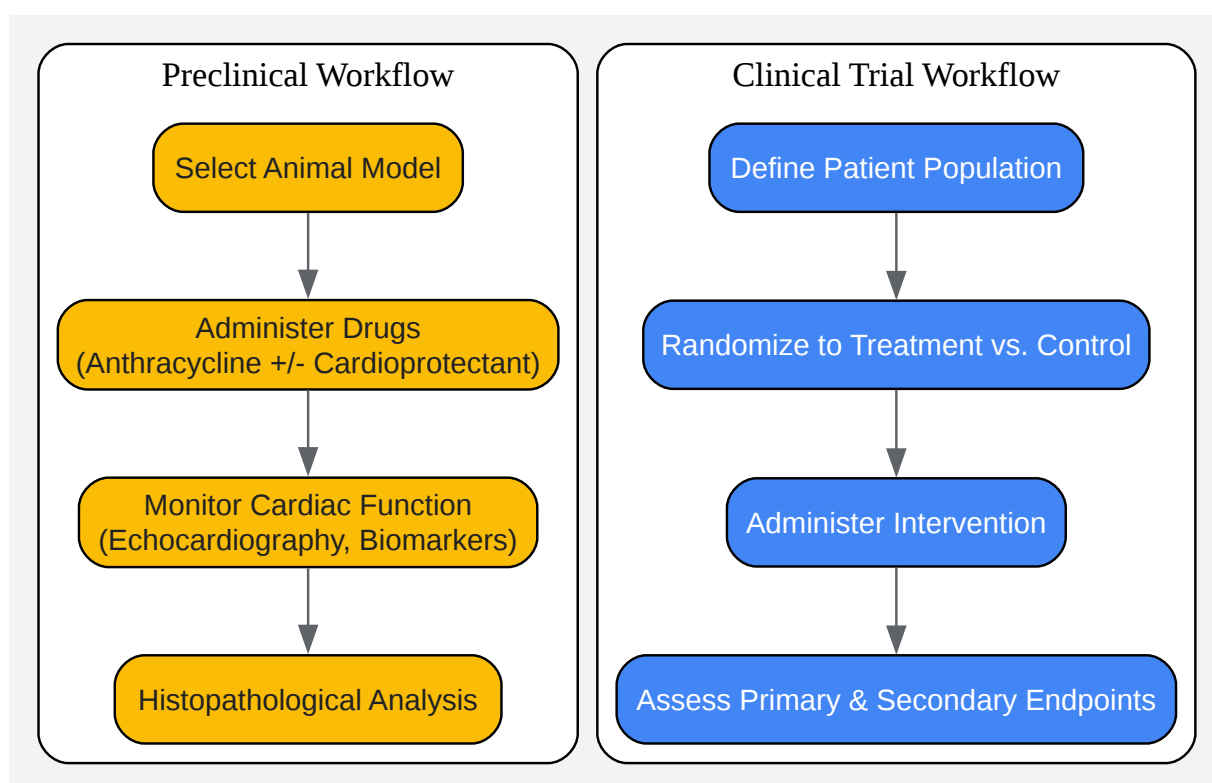 Preclinical Workflow
Select Animal Model
Administer Drugs
(Anthracycline +/- Cardioprotectant)
Monitor Cardiac Function
(Echocardiography, Biomarkers)
Histopathological Analysis
Clinical Trial Workflow
Define Patient Population
Randomize to Treatment vs. Control
Administer Intervention
Assess Primary & Secondary Endpoints